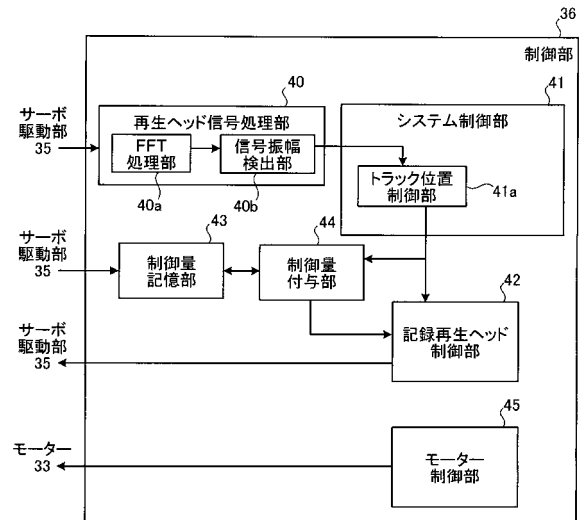 36
制御部
40
再生ヘッド信号処理部
FFT
処理部
信号振幅
検出部
40a
40b
41
システム制御部
トラック位置
制御部
41a
サーボ
駆動部
35
43
制御量
記憶部
44
制御量
付与部
サーボ
駆動部
35
42
記録再生ヘッド
制御部
サーボ
駆動部
35
45
モーター
制御部
モーター
33